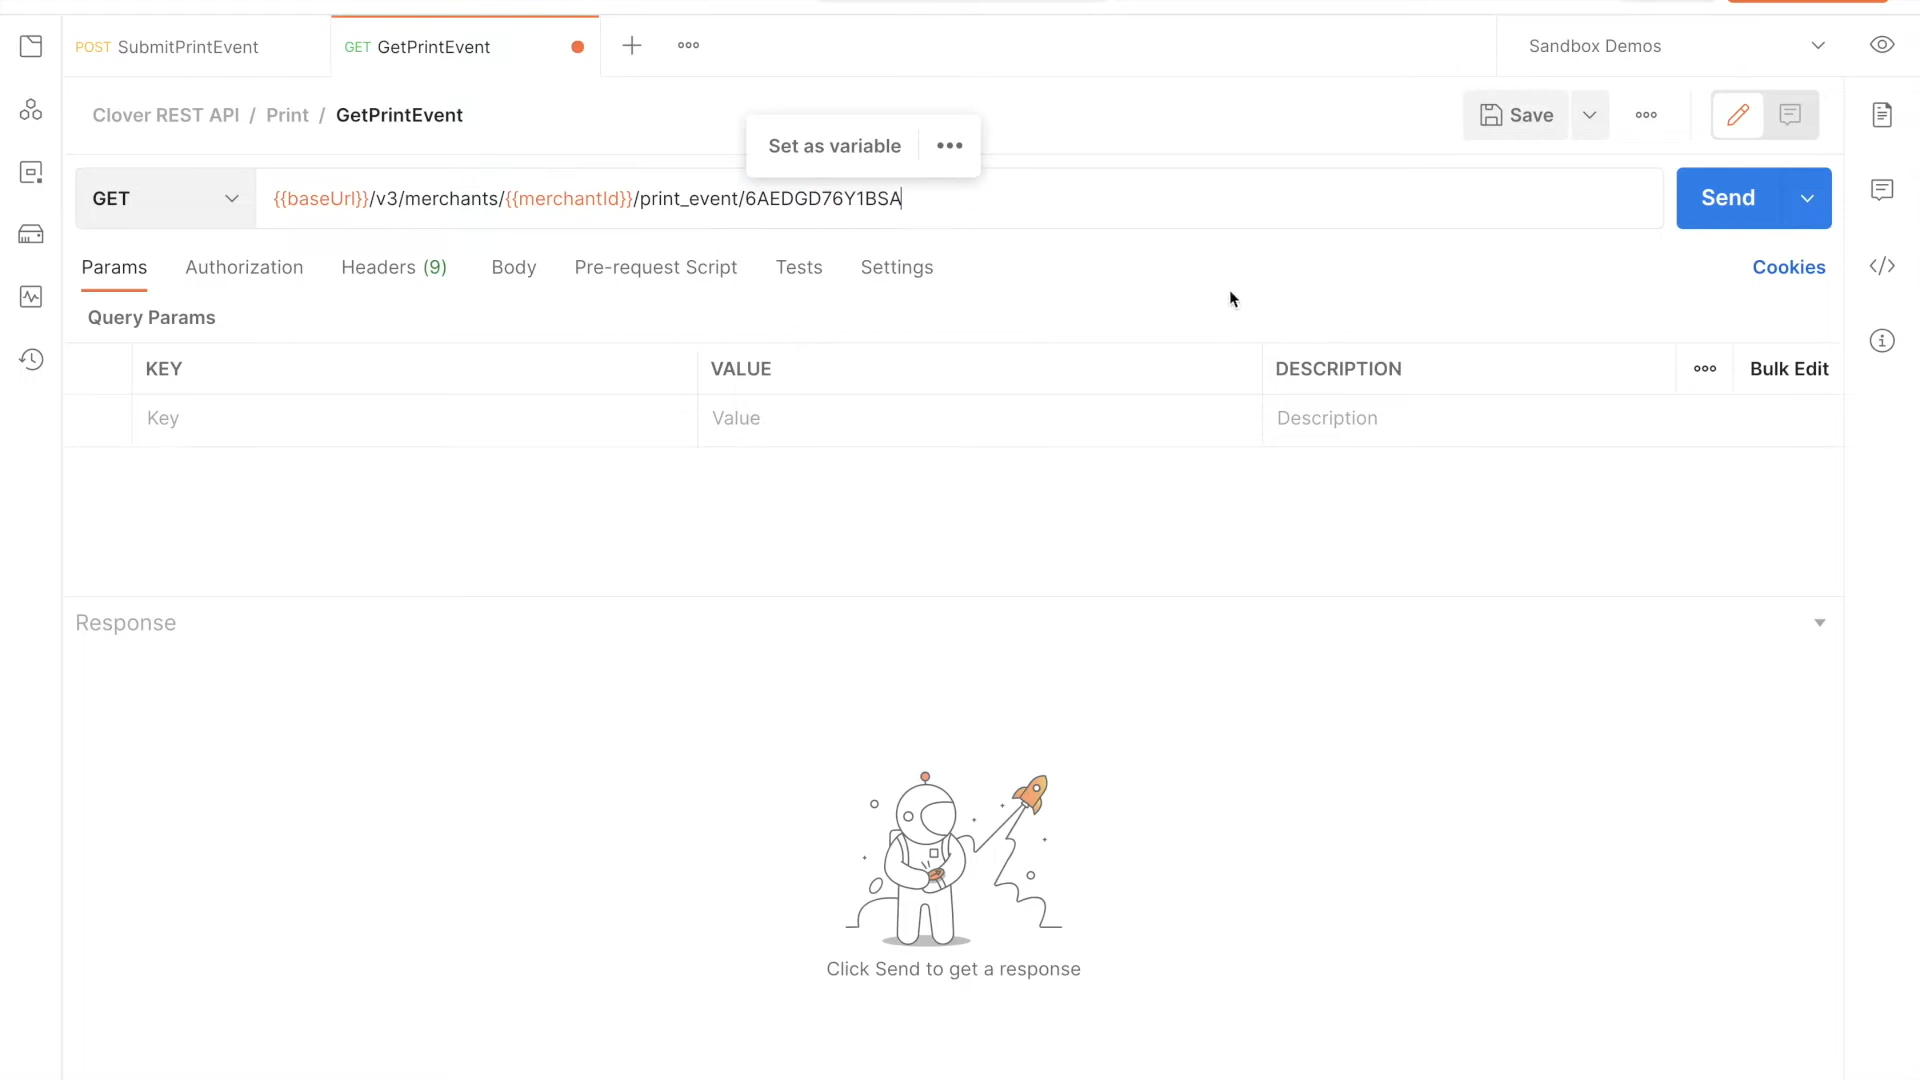 POST SubmitPrintEvent
GET GetPrintEvent
Sandbox Demos
Clover REST API / Print / GetPrintEvent
Save
Set as variable
GET
{{baseUrl}}/v3/merchants/{{merchantId}}/print_event/6AEDGD76Y1BSA
Send
Params Authorization Headers (9) Body Pre-request Script Tests Settings
Cookies
Query Params
KEY VALUE DESCRIPTION Bulk Edit
Key Value Description
Response
Click Send to get a response